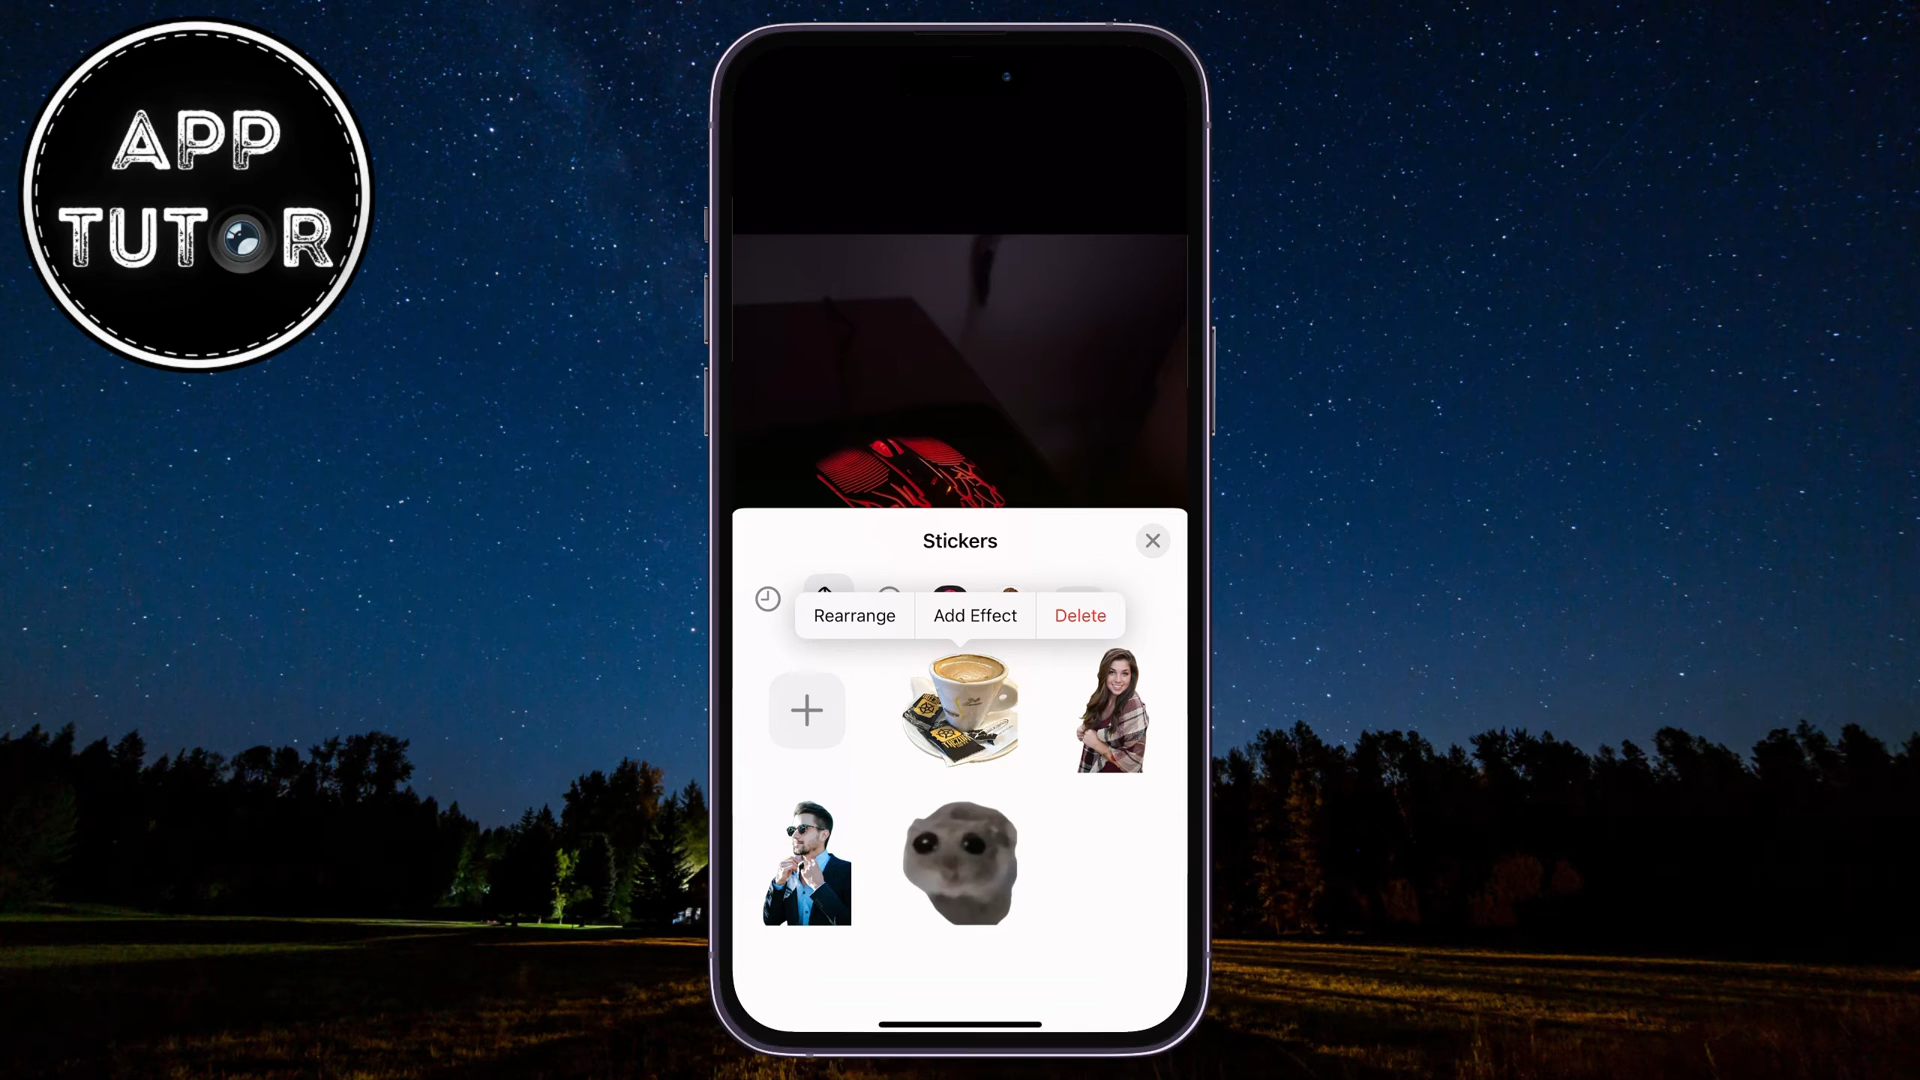 APP
TUTOR
Stickers
Rearrange
Add Effect
Delete